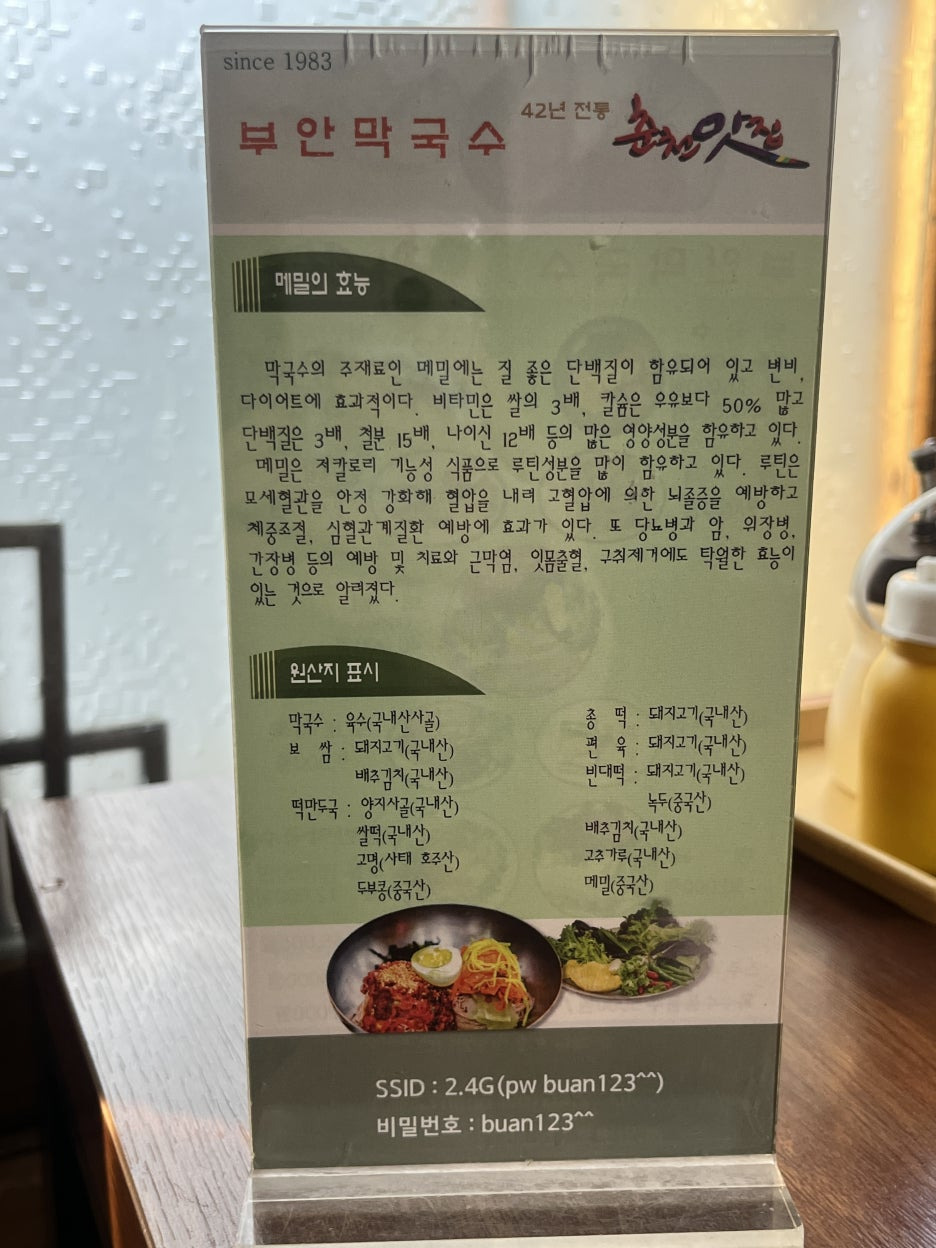 since 1983
부안막국수 42년 전통 춘천맛집
메밀의 효능
막국수의 주재료인 메밀에는 질 좋은 단백질이 함유되어 있고 변비,
다이어트에 효과적이다. 비타민은 쌀의 3배, 칼슘은 우유보다 50% 많고
단백질은 3배, 철분 15배, 나이신 12배 등의 많은 영양성분을 함유하고 있다.
메밀은 저칼로리 기능성 식품으로 루틴성분을 많이 함유하고 있다. 루틴은
모세혈관을 안정 강화해 혈압을 내려 고혈압에 의한 뇌졸중을 예방하고
체중조절, 심혈관계질환 예방에 효과가 있다. 또 당뇨병과 암, 위장병,
간장병 등의 예방 및 치료와 근막염, 잇몸출혈, 구취제거에도 탁월한 효능이
있는 것으로 알려졌다.
원산지 표시
막국수 : 육수(국내산사골)
보 쌈 : 돼지고기(국내산)
배추김치(국내산)
떡만두국 : 양지사골(국내산)
쌀떡(국내산)
고명(사태 호주산)
두부콩(중국산)
총 떡 : 돼지고기(국내산)
편 육 : 돼지고기(국내산)
빈대떡 : 돼지고기(국내산)
녹두(중국산)
배추김치(국내산)
고추가루(국내산)
메밀(중국산)
SSID : 2.4G(pw buan123^^)
비밀번호 : buan123^^